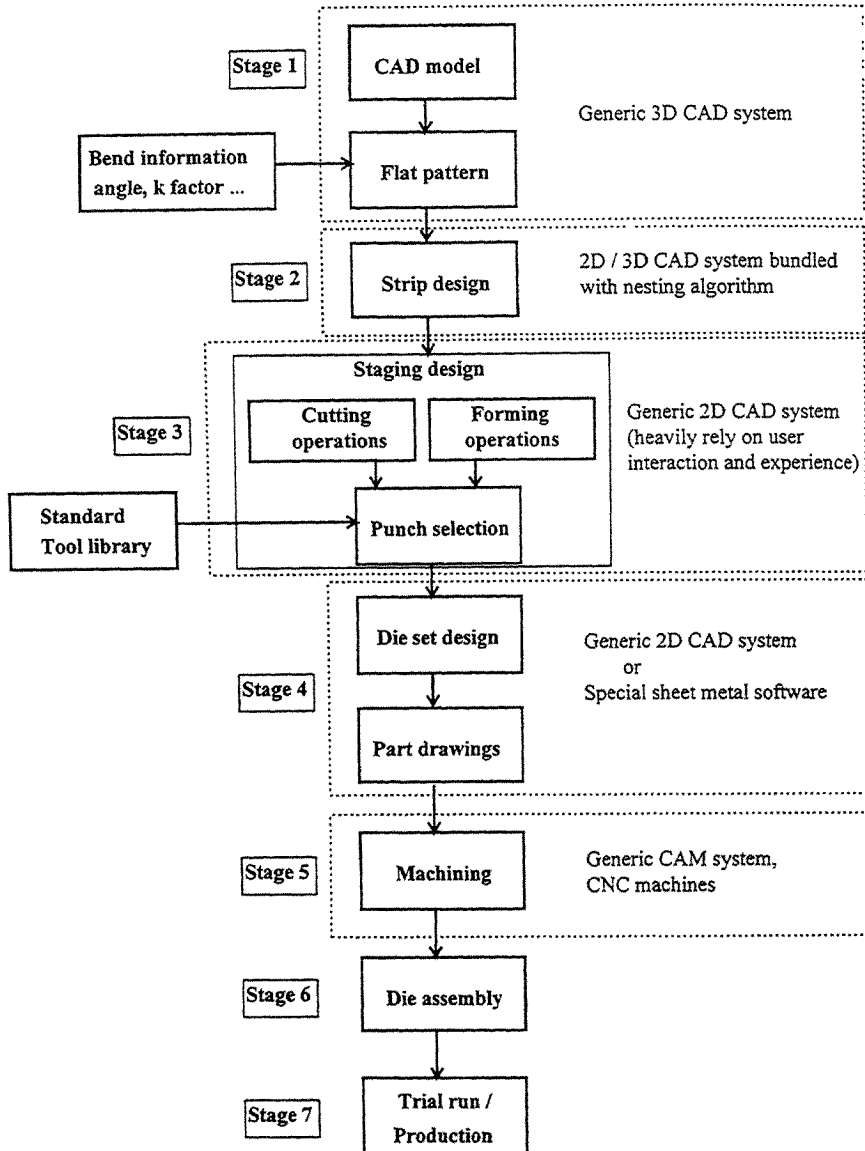 Stage 1
CAD model
Generic 3D CAD system
Bend information
angle, k factor ...
Flat pattern
Stage 2
Strip design
2D / 3D CAD system bundled
with nesting algorithm
Staging design
Stage 3
Cutting
operations
Forming
operations
Generic 2D CAD system
(heavily rely on user
interaction and experience)
Standard
Tool library
Punch selection
Die set design
Generic 2D CAD system
or
Special sheet metal software
Stage 4
Part drawings
Stage 5
Machining
Generic CAM system,
CNC machines
Stage 6
Die assembly
Stage 7
Trial run /
Production